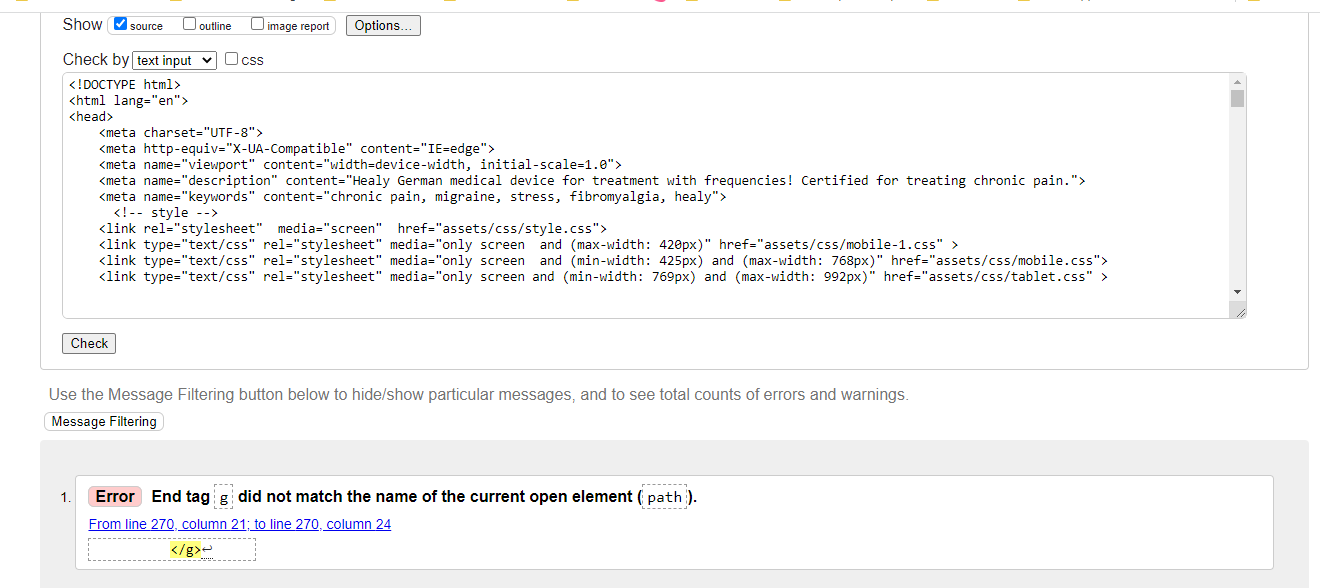 Show source outline image report Options...
Check by text input css
<!DOCTYPE html>
<html lang="en">
<head>
    <meta charset="UTF-8">
    <meta http-equiv="X-UA-Compatible" content="IE=edge">
    <meta name="viewport" content="width=device-width, initial-scale=1.0">
    <meta name="description" content="Healy German medical device for treatment with frequencies! Certified for treating chronic pain.">
    <meta name="keywords" content="chronic pain, migraine, stress, fibromyalgia, healy">
      <!-- style -->
    <link rel="stylesheet"  media="screen"  href="assets/css/style.css">
    <link type="text/css" rel="stylesheet" media="only screen  and (max-width: 420px)" href="assets/css/mobile-1.css" >
    <link type="text/css" rel="stylesheet" media="only screen  and (min-width: 425px) and (max-width: 768px)" href="assets/css/mobile.css">
    <link type="text/css" rel="stylesheet" media="only screen and (min-width: 769px) and (max-width: 992px)" href="assets/css/tablet.css" >
Check
Use the Message Filtering button below to hide/show particular messages, and to see total counts of errors and warnings.
Message Filtering
1. Error End tag g did not match the name of the current open element (path).
From line 270, column 21; to line 270, column 24
</g>↩